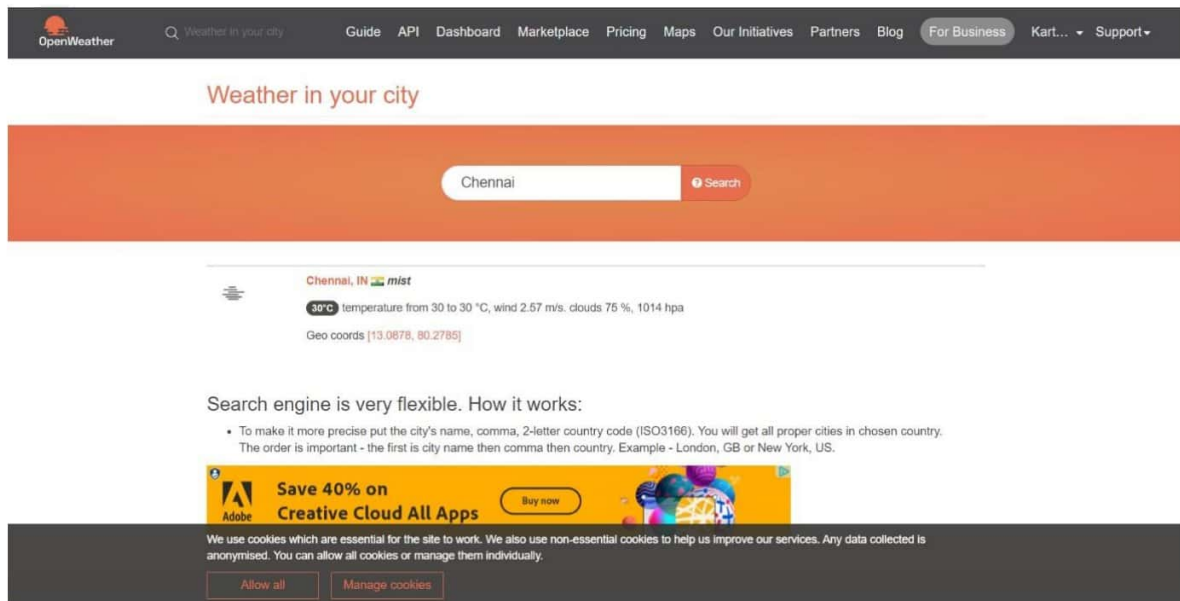 OpenWeather
Weather in your city
Guide API Dashboard Marketplace Pricing Maps Our Initiatives Partners Blog For Business Kart... Support
Weather in your city
Chennai
Search
Chennai, IN mist
30°C temperature from 30 to 30 °C, wind 2.57 m/s. clouds 75 %, 1014 hpa
Geo coords [13.0878, 80.2785]
Search engine is very flexible. How it works:
• To make it more precise put the city's name, comma, 2-letter country code (ISO3166). You will get all proper cities in chosen country.
The order is important - the first is city name then comma then country. Example - London, GB or New York, US.
Adobe
Save 40% on
Creative Cloud All Apps
Buy now
We use cookies which are essential for the site to work. We also use non-essential cookies to help us improve our services. Any data collected is
anonymised. You can allow all cookies or manage them individually.
Allow all
Manage cookies